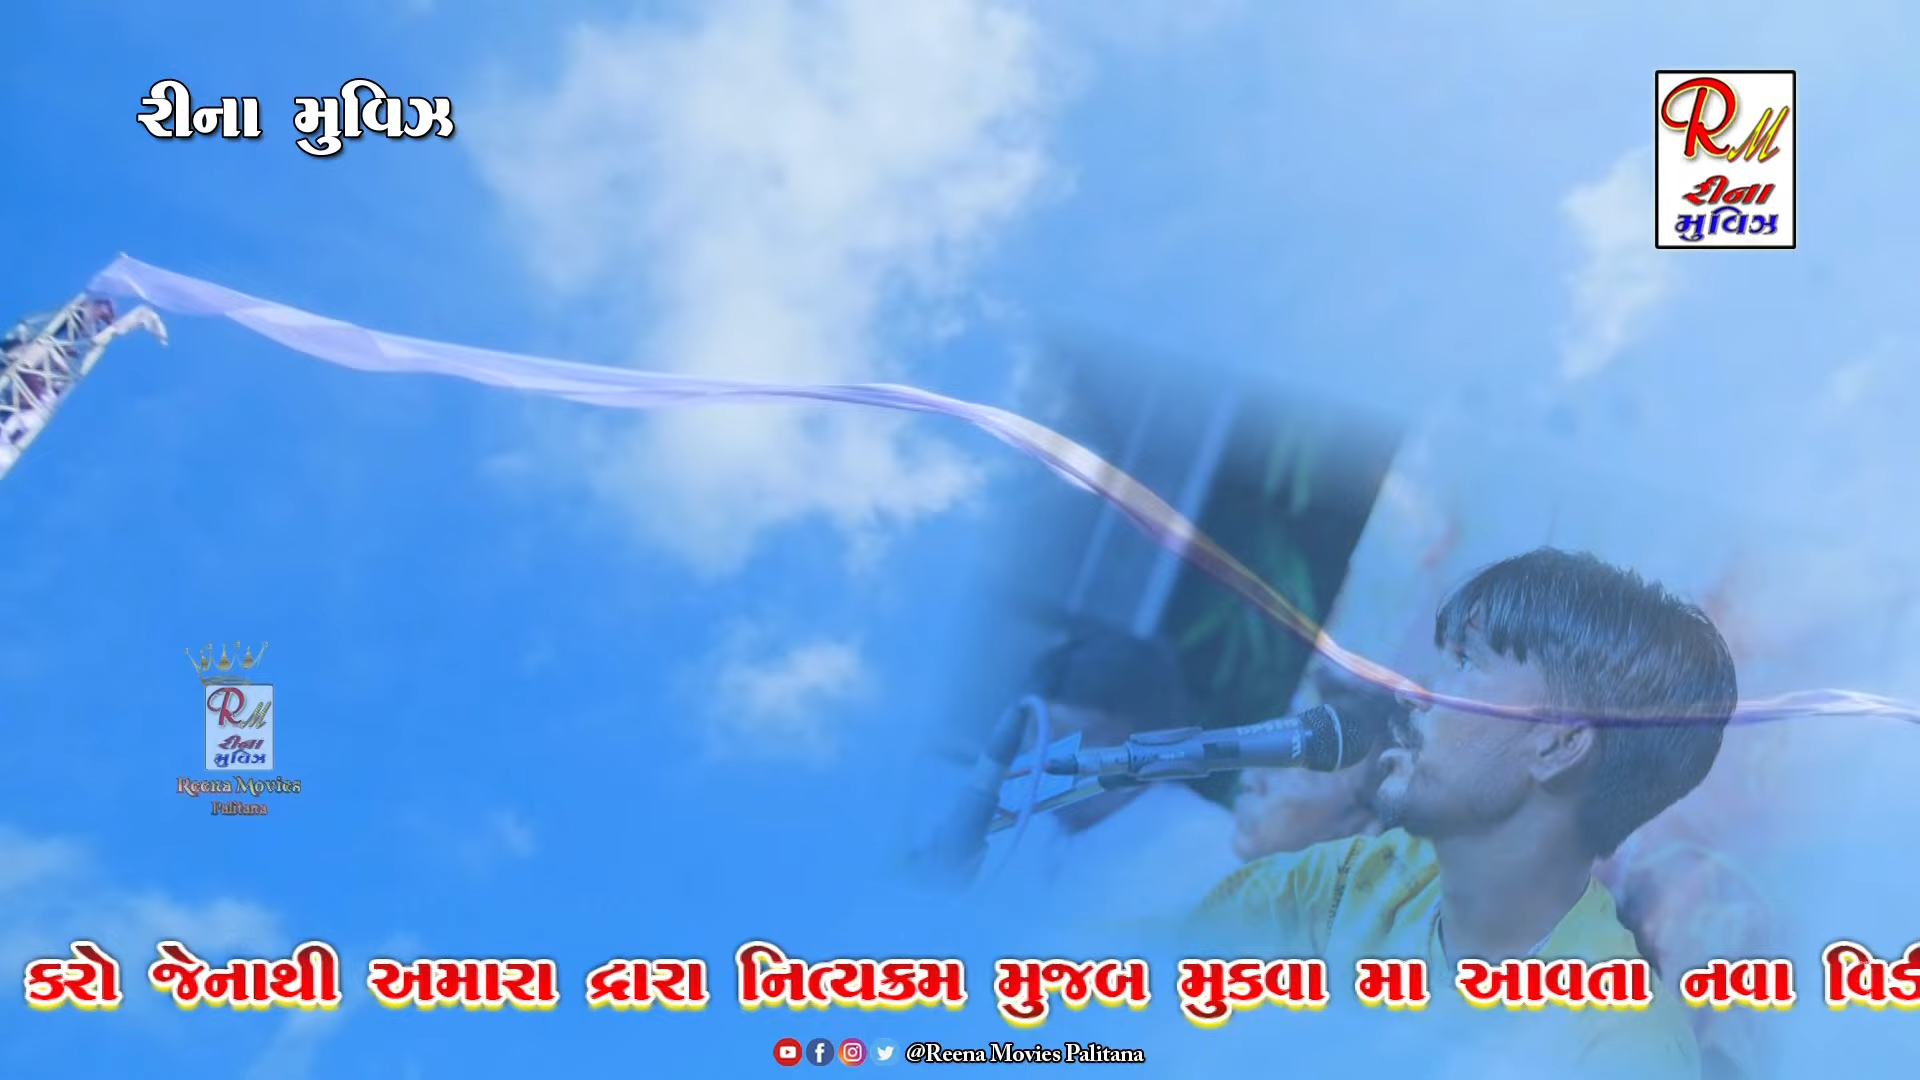 રીના મુવિઝ
RM
રીના
મુવિઝ
RM
રીના
મુવિઝ
Reena Movies
Palitana
કરો જેનાથી અમારા દ્વારા નિત્યક્રમ મુજબ મુકવા મા આવતા નવા
@Reena Movies Palitana